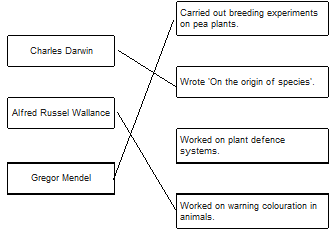 Charles Darwin
Alfred Russel Wallance
Gregor Mendel
Carried out breeding experiments
on pea plants.
Wrote 'On the origin of species'.
Worked on plant defence
systems.
Worked on warning colouration in
animals.